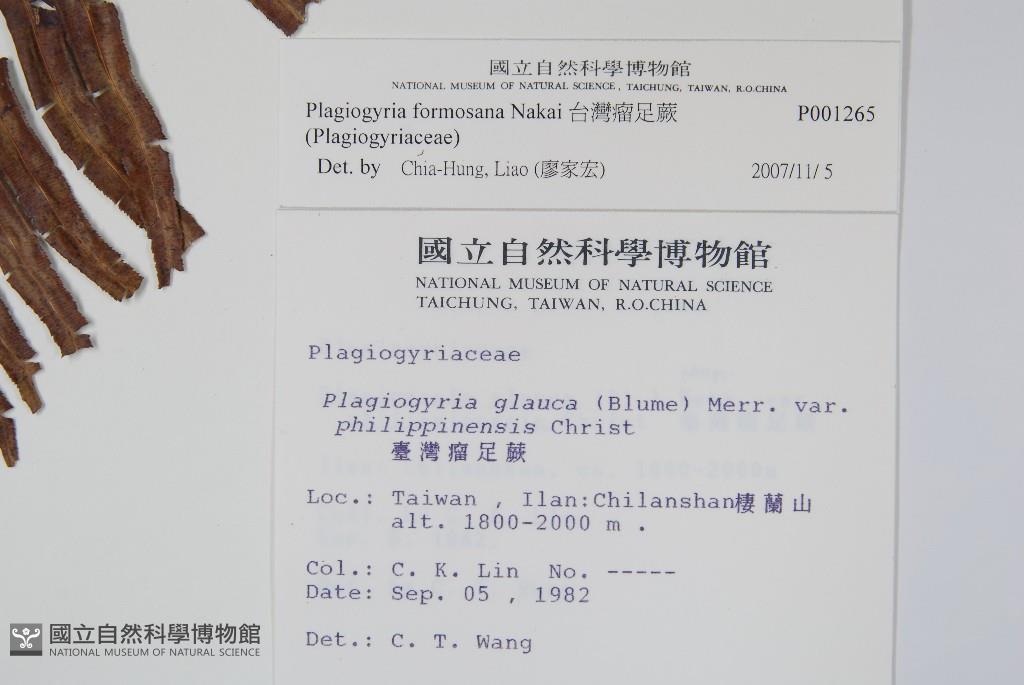 國立自然科學博物館
NATIONAL MUSEUM OF NATURAL SCIENCE, TAICHUNG, TAIWAN, R.O.CHINA
Plagiogyria formosana Nakai 台灣瘤足蕨 P001265
(Plagiogyriaceae)
Det. by Chia-Hung, Liao (廖家宏) 2007/11/ 5
國立自然科學博物館
NATIONAL MUSEUM OF NATURAL SCIENCE
TAICHUNG, TAIWAN, R.O.CHINA
Plagiogyriaceae
Plagiogyria glauca (Blume) Merr. var.
philippinensis Christ
臺灣瘤足蕨
Loc.: Taiwan , Ilan:Chilanshan棲蘭山
alt. 1800-2000 m .
Col.: C. K. Lin No. -----
Date: Sep. 05 , 1982
Det.: C. T. Wang
國立自然科學博物館
NATIONAL MUSEUM OF NATURAL SCIENCE